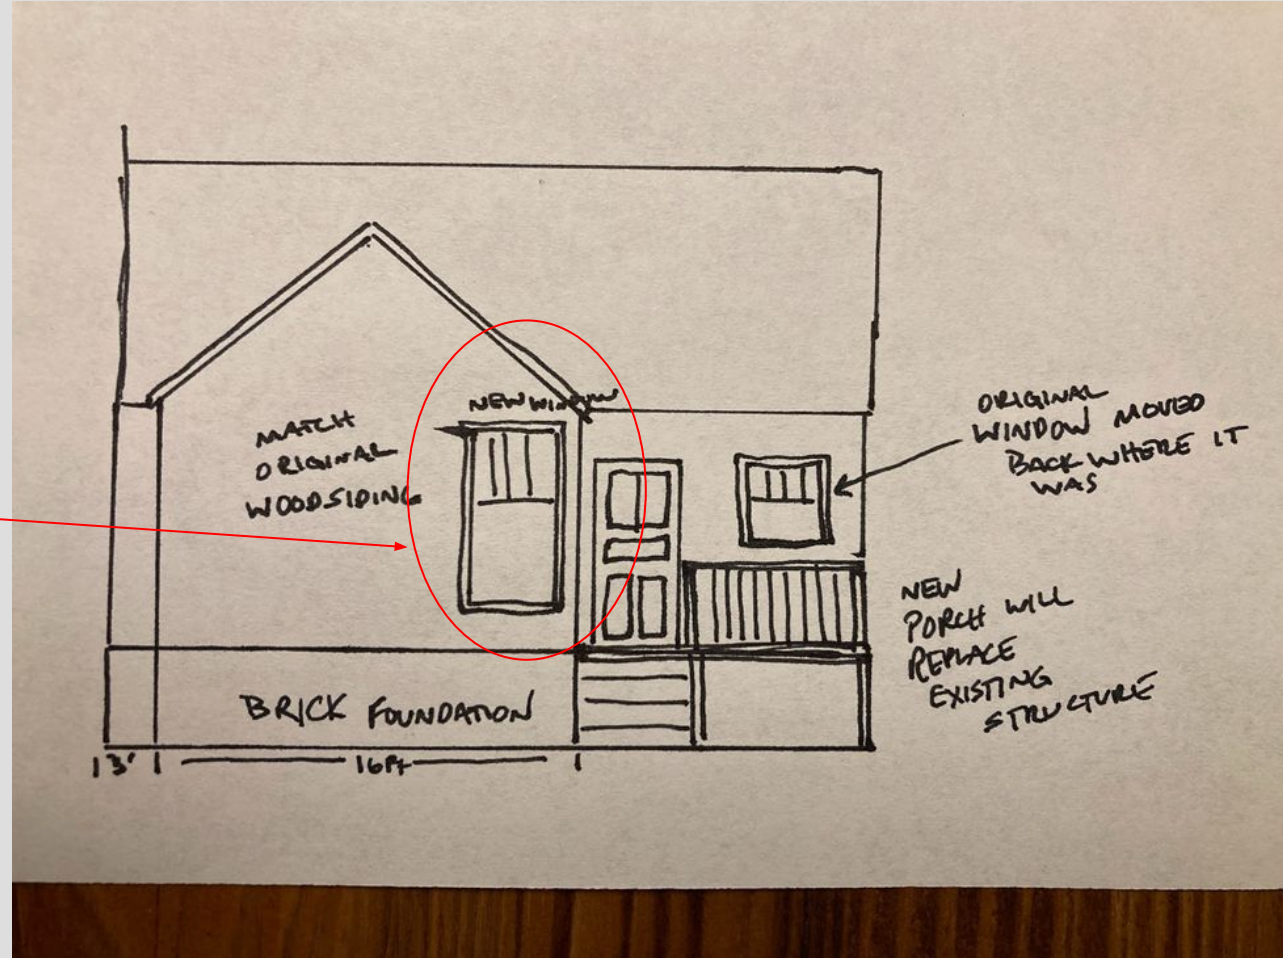 NEW WINDOW
MATCH
ORIGINAL
WOODSIDING
ORIGINAL
WINDOW MOVED
BACK WHERE IT
WAS
NEW
PORCH WILL
REPLACE
EXISTING
STRUCTURE
BRICK FOUNDATION
3'
16Ft